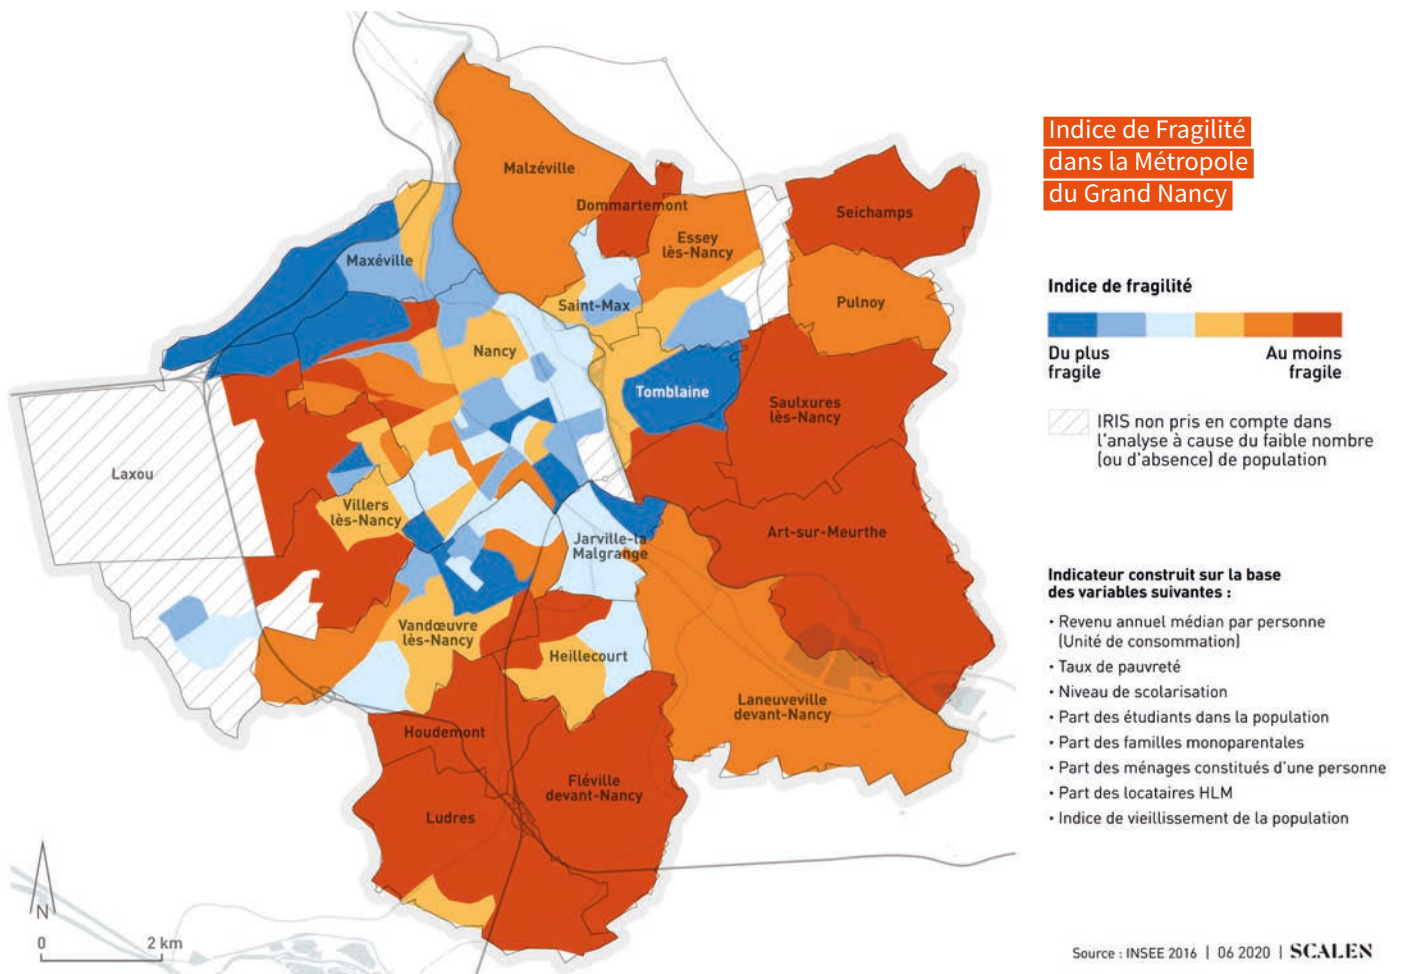 Indice de Fragilité
dans la Métropole
du Grand Nancy
Indice de fragilité
Du plus
fragile
Au moins
fragile
IRIS non pris en compte dans
l'analyse à cause du faible nombre
(ou d'absence) de population
Indicateur construit sur la base
des variables suivantes :
• Revenu annuel médian par personne
(Unité de consommation)
• Taux de pauvreté
• Niveau de scolarisation
• Part des étudiants dans la population
• Part des familles monoparentales
• Part des ménages constitués d'une personne
• Part des locataires HLM
• Indice de vieillissement de la population
Malzéville
Dommartemont
Seichamps
Essey
lès-Nancy
Maxéville
Saint-Max
Pulnoy
Nancy
Tomblaine
Saulxures
lès-Nancy
Laxou
Villers
lès-Nancy
Art-sur-Meurthe
Jarville-la
Malgrange
Vandœuvre
lès-Nancy
Heillecourt
Laneuveville
devant-Nancy
Houdemont
Fléville
devant-Nancy
Ludres
N
0 2 km
Source : INSEE 2016 | 06 2020 | SCALEN